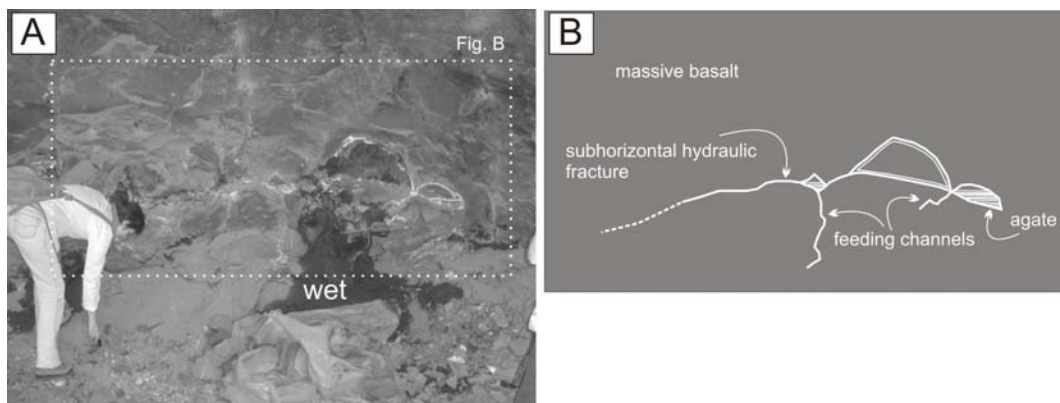 A
Fig. B
wet
B
massive basalt
subhorizontal hydraulic
fracture
feeding channels
agate